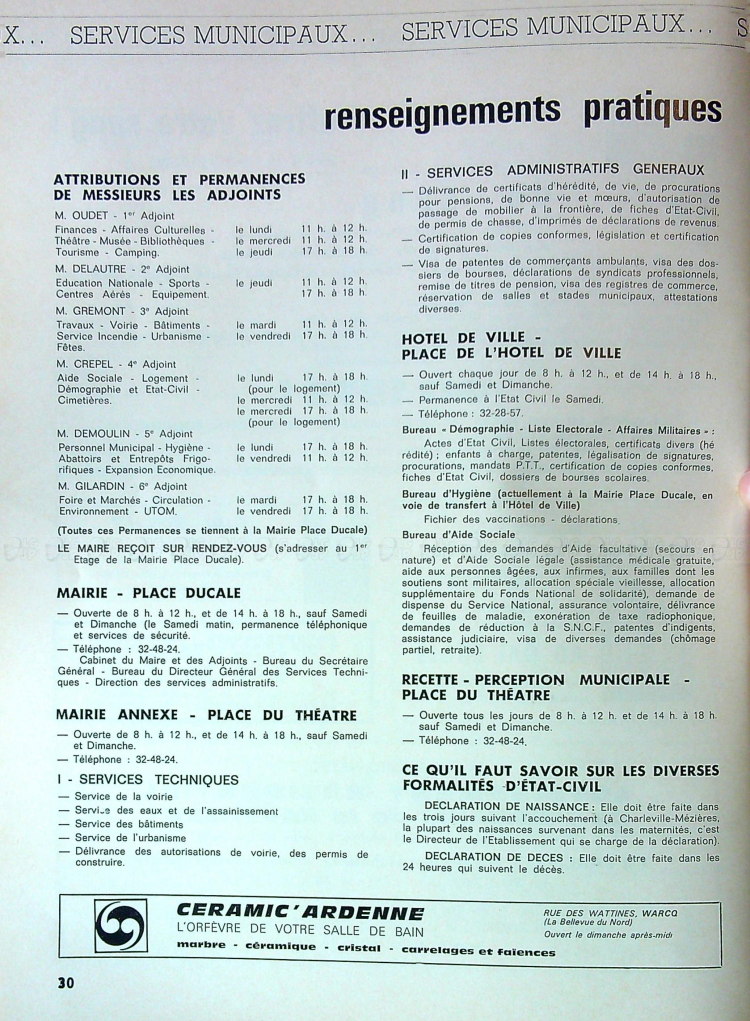 X... SERVICES MUNICIPAUX... SERVICES MUNICIPAUX... S
renseignements pratiques
ATTRIBUTIONS ET PERMANENCES
DE MESSIEURS LES ADJOINTS
M. OUDET - 1er Adjoint
Finances - Affaires Culturelles - le lundi 11 h. à 12 h.
Théâtre - Musée - Bibliothèques - le mercredi 11 h. à 12 h.
Tourisme - Camping. le jeudi 17 h. à 18 h.
M. DELAUTRE - 2e Adjoint
Education Nationale - Sports - le jeudi 11 h. à 12 h.
Centres Aérés - Equipement. 17 h. à 18 h.
M. GREMONT - 3e Adjoint
Travaux - Voirie - Bâtiments - le mardi 11 h. à 12 h.
Service Incendie - Urbanisme - le vendredi 17 h. à 18 h.
Fêtes.
M. CREPEL - 4e Adjoint
Aide Sociale - Logement - le lundi 17 h. à 18 h.
Démographie et Etat-Civil - (pour le logement)
Cimetières. le mercredi 11 h. à 12 h.
le mercredi 17 h. à 18 h.
(pour le logement)
M. DEMOULIN - 5e Adjoint
Personnel Municipal - Hygiène - le lundi 17 h. à 18 h.
Abattoirs et Entrepôts Frigo- le vendredi 11 h. à 12 h.
rifiques - Expansion Economique.
M. GILARDIN - 6e Adjoint
Foire et Marchés - Circulation - le mardi 17 h. à 18 h.
Environnement - UTOM. le vendredi 17 h. à 18 h.
(Toutes ces Permanences se tiennent à la Mairie Place Ducale)
LE MAIRE REÇOIT SUR RENDEZ-VOUS (s'adresser au 1er
Etage de la Mairie Place Ducale).
MAIRIE - PLACE DUCALE
— Ouverte de 8 h. à 12 h., et de 14 h. à 18 h., sauf Samedi
et Dimanche (le Samedi matin, permanence téléphonique
et services de sécurité.
— Téléphone : 32-48-24.
Cabinet du Maire et des Adjoints - Bureau du Secrétaire
Général - Bureau du Directeur Général des Services Techni-
ques - Direction des services administratifs.
MAIRIE ANNEXE - PLACE DU THÉATRE
— Ouverte de 8 h. à 12 h., et de 14 h. à 18 h., sauf Samedi
et Dimanche.
— Téléphone : 32-48-24.
I - SERVICES TECHNIQUES
— Service de la voirie
— Service des eaux et de l'assainissement
— Service des bâtiments
— Service de l'urbanisme
— Délivrance des autorisations de voirie, des permis de
construire.
II - SERVICES ADMINISTRATIFS GENERAUX
— Délivrance de certificats d'hérédité, de vie, de procurations
pour pensions, de bonne vie et mœurs, d'autorisation de
passage de mobilier à la frontière, de fiches d'Etat-Civil,
de permis de chasse, d'imprimés de déclarations de revenus.
— Certification de copies conformes, législation et certification
de signatures.
— Visa de patentes de commerçants ambulants, visa des dos-
siers de bourses, déclarations de syndicats professionnels,
remise de titres de pension, visa des registres de commerce,
réservation de salles et stades municipaux, attestations
diverses.
HOTEL DE VILLE -
PLACE DE L'HOTEL DE VILLE
— Ouvert chaque jour de 8 h. à 12 h., et de 14 h. à 18 h.,
sauf Samedi et Dimanche.
— Permanence à l'Etat Civil le Samedi.
— Téléphone : 32-28-57.
Bureau « Démographie - Liste Electorale - Affaires Militaires » :
Actes d'Etat Civil, Listes électorales, certificats divers (hé
rédité) ; enfants à charge, patentes, légalisation de signatures,
procurations, mandats P.T.T., certification de copies conformes,
fiches d'Etat Civil, dossiers de bourses scolaires.
Bureau d'Hygiène (actuellement à la Mairie Place Ducale, en
voie de transfert à l'Hôtel de Ville)
Fichier des vaccinations - déclarations.
Bureau d'Aide Sociale
Réception des demandes d'Aide facultative (secours en
nature) et d'Aide Sociale légale (assistance médicale gratuite,
aide aux personnes âgées, aux infirmes, aux familles dont les
soutiens sont militaires, allocation spéciale vieillesse, allocation
supplémentaire du Fonds National de solidarité), demande de
dispense du Service National, assurance volontaire, délivrance
de feuilles de maladie, exonération de taxe radiophonique,
demandes de réduction à la S.N.C.F., patentes d'indigents,
assistance judiciaire, visa de diverses demandes (chômage
partiel, retraite).
RECETTE - PERCEPTION MUNICIPALE -
PLACE DU THÉATRE
— Ouverte tous les jours de 8 h. à 12 h. et de 14 h. à 18 h.
sauf Samedi et Dimanche.
— Téléphone : 32-48-24.
CE QU'IL FAUT SAVOIR SUR LES DIVERSES
FORMALITÉS D'ÉTAT-CIVIL
DECLARATION DE NAISSANCE : Elle doit être faite dans
les trois jours suivant l'accouchement (à Charleville-Mézières,
la plupart des naissances survenant dans les maternités, c'est
le Directeur de l'Etablissement qui se charge de la déclaration).
DECLARATION DE DECES : Elle doit être faite dans les
24 heures qui suivent le décès.
CERAMIC'ARDENNE
L'ORFÈVRE DE VOTRE SALLE DE BAIN
marbre - céramique - cristal - carrelages et faïences
RUE DES WATTINES, WARCQ
(La Bellevue du Nord)
Ouvert le dimanche après-midi
30